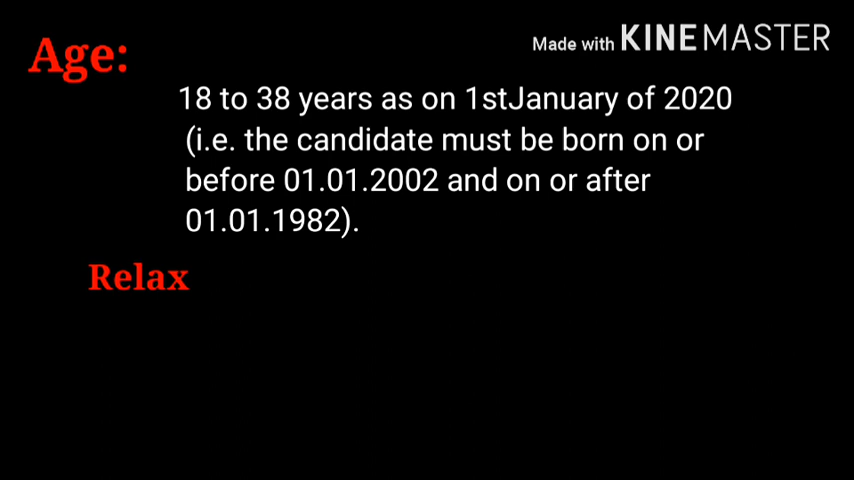 Made with KINEMASTER
Age:
18 to 38 years as on 1stJanuary of 2020
(i.e. the candidate must be born on or
before 01.01.2002 and on or after
01.01.1982).
Relax